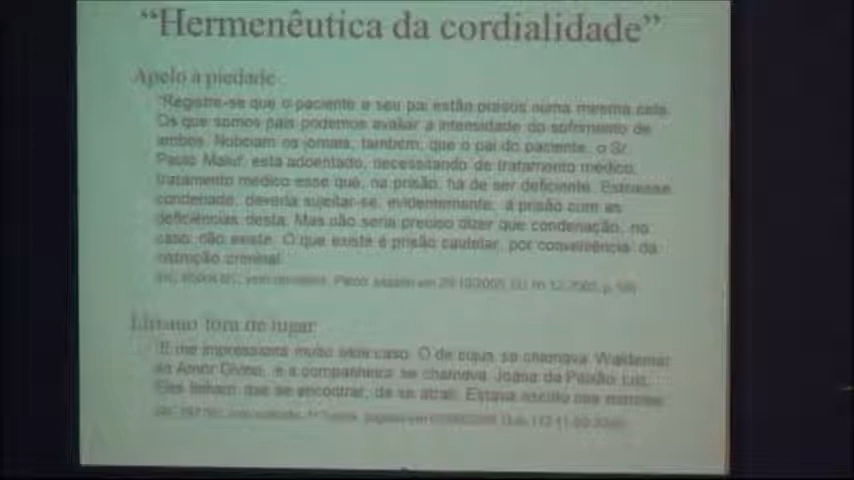 “Hermenêutica da cordialidade”
Apelo à piedade
“Registre-se que o paciente e seu pai estão presos numa mesma cela.
Os que somos pais podemos avaliar a intensidade do sofrimento de
ambos. Noticiam os jornais, também, que o pai do paciente, o Sr.
Paulo Maluf, está adoentado, necessitando de tratamento médico,
tratamento médico esse que, na prisão, há de ser deficiente. Estivesse
condenado, deveria sujeitar-se, evidentemente, à prisão com as
deficiências desta. Mas não seria preciso dizer que condenação, no
caso, não existe. O que existe é prisão cautelar, por conveniência da
instrução criminal.
Lirismo fora de lugar
“E me impressiona muito este caso. O de cujus se chamava Waldemar
do Amor Divino, e a companheira se chamava Joana da Paixão Luz.
Eles tinham que se encontrar, de se atrair. Estava escrito nas estrelas